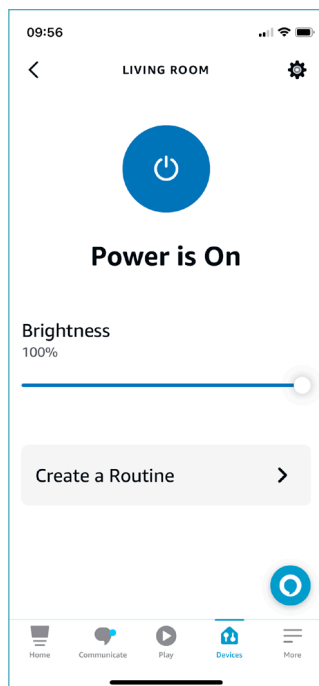 09:56
LIVING ROOM
Power is On
Brightness
100%
Create a Routine
Home Communicate Play Devices More